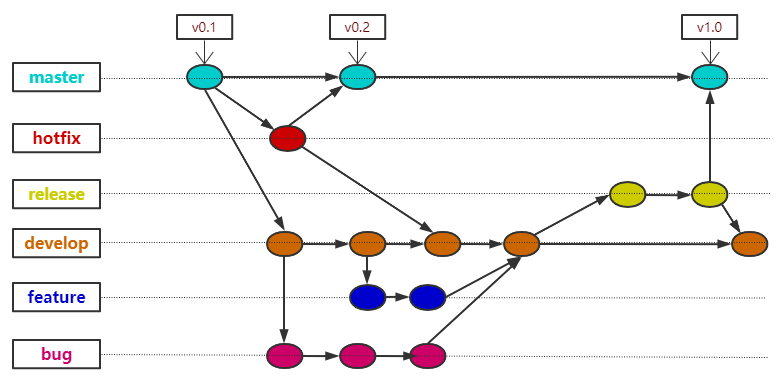 v0.1
v0.2
v1.0
master
hotfix
release
develop
feature
bug